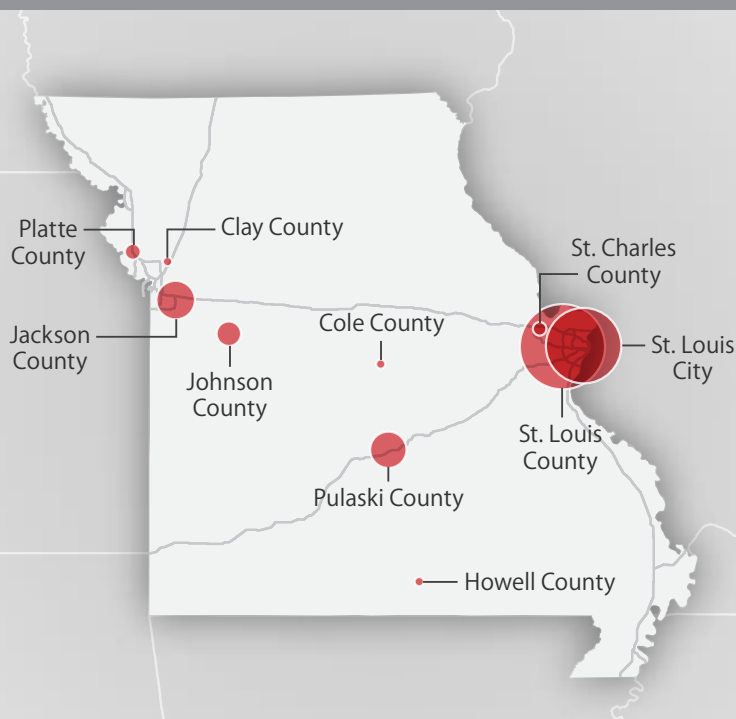 Platte
County
Clay County
St. Charles
County
Jackson
County
Cole County
St. Louis
City
Johnson
County
St. Louis
County
Pulaski County
Howell County